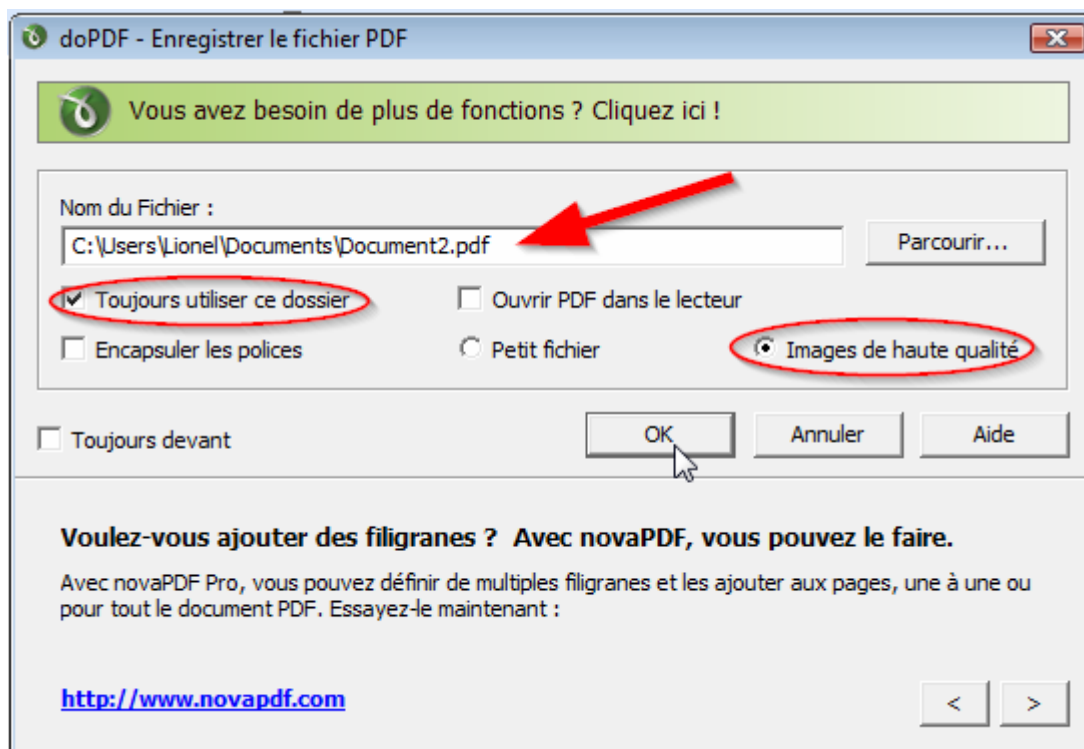 doPDF - Enregistrer le fichier PDF
Vous avez besoin de plus de fonctions ? Cliquez ici !
Nom du Fichier :
C:\Users\Lionel\Documents\Document2.pdf
Parcourir...
Toujours utiliser ce dossier
Ouvrir PDF dans le lecteur
Encapsuler les polices
Petit fichier
Images de haute qualité
Toujours devant
OK
Annuler
Aide
Voulez-vous ajouter des filigranes ?  Avec novaPDF, vous pouvez le faire.
Avec novaPDF Pro, vous pouvez définir de multiples filigranes et les ajouter aux pages, une à une ou
pour tout le document PDF. Essayez-le maintenant :
http://www.novapdf.com
<
>